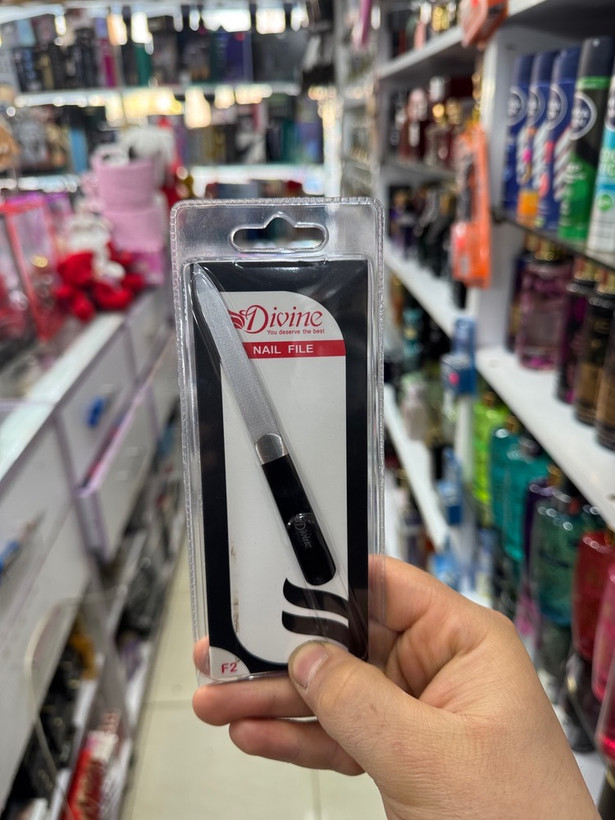 Divine
You deserve the best
NAIL FILE
Divine
F2